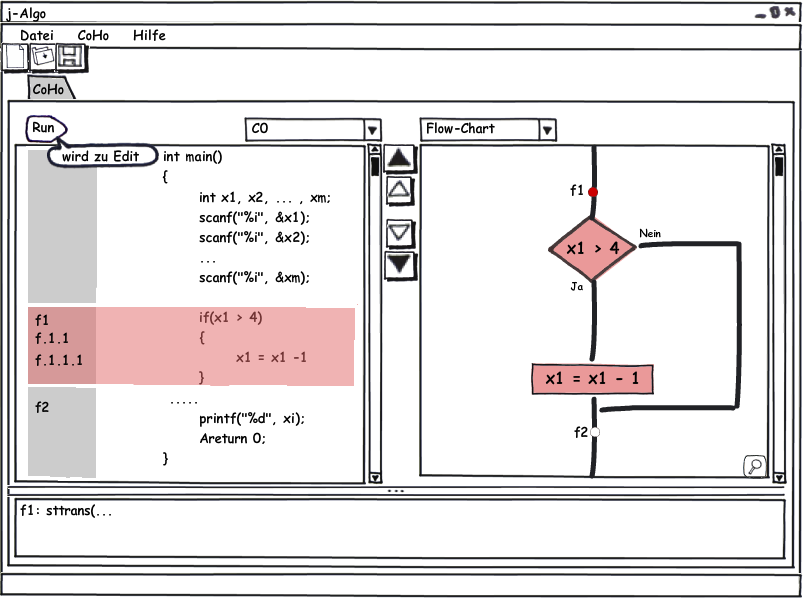 j-Algo
Datei CoHo Hilfe
CoHo
Run
wird zu Edit
C0
Flow-Chart
int main()
{
int x1, x2, ... , xm;
scanf("%i", &x1);
scanf("%i", &x2);
...
scanf("%i", &xm);
f1 if(x1 > 4)
f.1.1 {
f.1.1.1 x1 = x1 -1
}
.....
f2
printf("%d", xi);
Areturn 0;
}
f1
x1 > 4
Nein
Ja
x1 = x1 - 1
f2
f1: sttrans(...